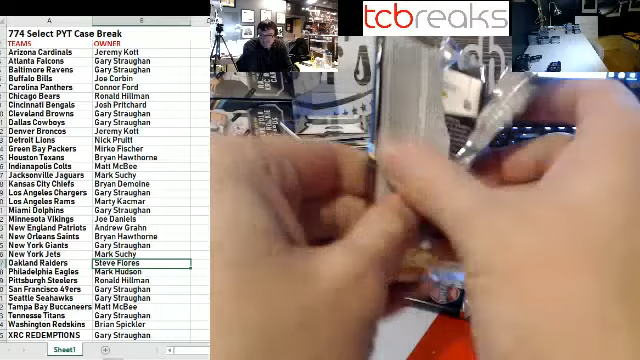 tcbreaks
A B
774 Select PYT Case Break
TEAMS OWNER
Arizona Cardinals Jeremy Kott
Atlanta Falcons Gary Straughan
Baltimore Ravens Gary Straughan
Buffalo Bills Joe Corbin
Carolina Panthers Connor Ford
Chicago Bears Ronald Hillman
Cincinnati Bengals Josh Pritchard
Cleveland Browns Gary Straughan
Dallas Cowboys Gary Straughan
Denver Broncos Jeremy Kott
Detroit Lions Nick Pruitt
Green Bay Packers Mirko Fischer
Houston Texans Bryan Hawthorne
Indianapolis Colts Matt McBee
Jacksonville Jaguars Mark Suchy
Kansas City Chiefs Bryan Demoine
Los Angeles Chargers Gary Straughan
Los Angeles Rams Marty Kacmar
Miami Dolphins Gary Straughan
Minnesota Vikings Joe Daniels
New England Patriots Andrew Grahn
New Orleans Saints Bryan Hawthorne
New York Giants Gary Straughan
New York Jets Mark Suchy
Oakland Raiders Steve Flores
Philadelphia Eagles Mark Hudson
Pittsburgh Steelers Ronald Hillman
San Francisco 49ers Gary Straughan
Seattle Seahawks Gary Straughan
Tampa Bay Buccaneers Matt McBee
Tennesse Titans Gary Straughan
Washington Redskins Brian Spickler
XRC REDEMPTIONS Gary Straughan
Sheet1